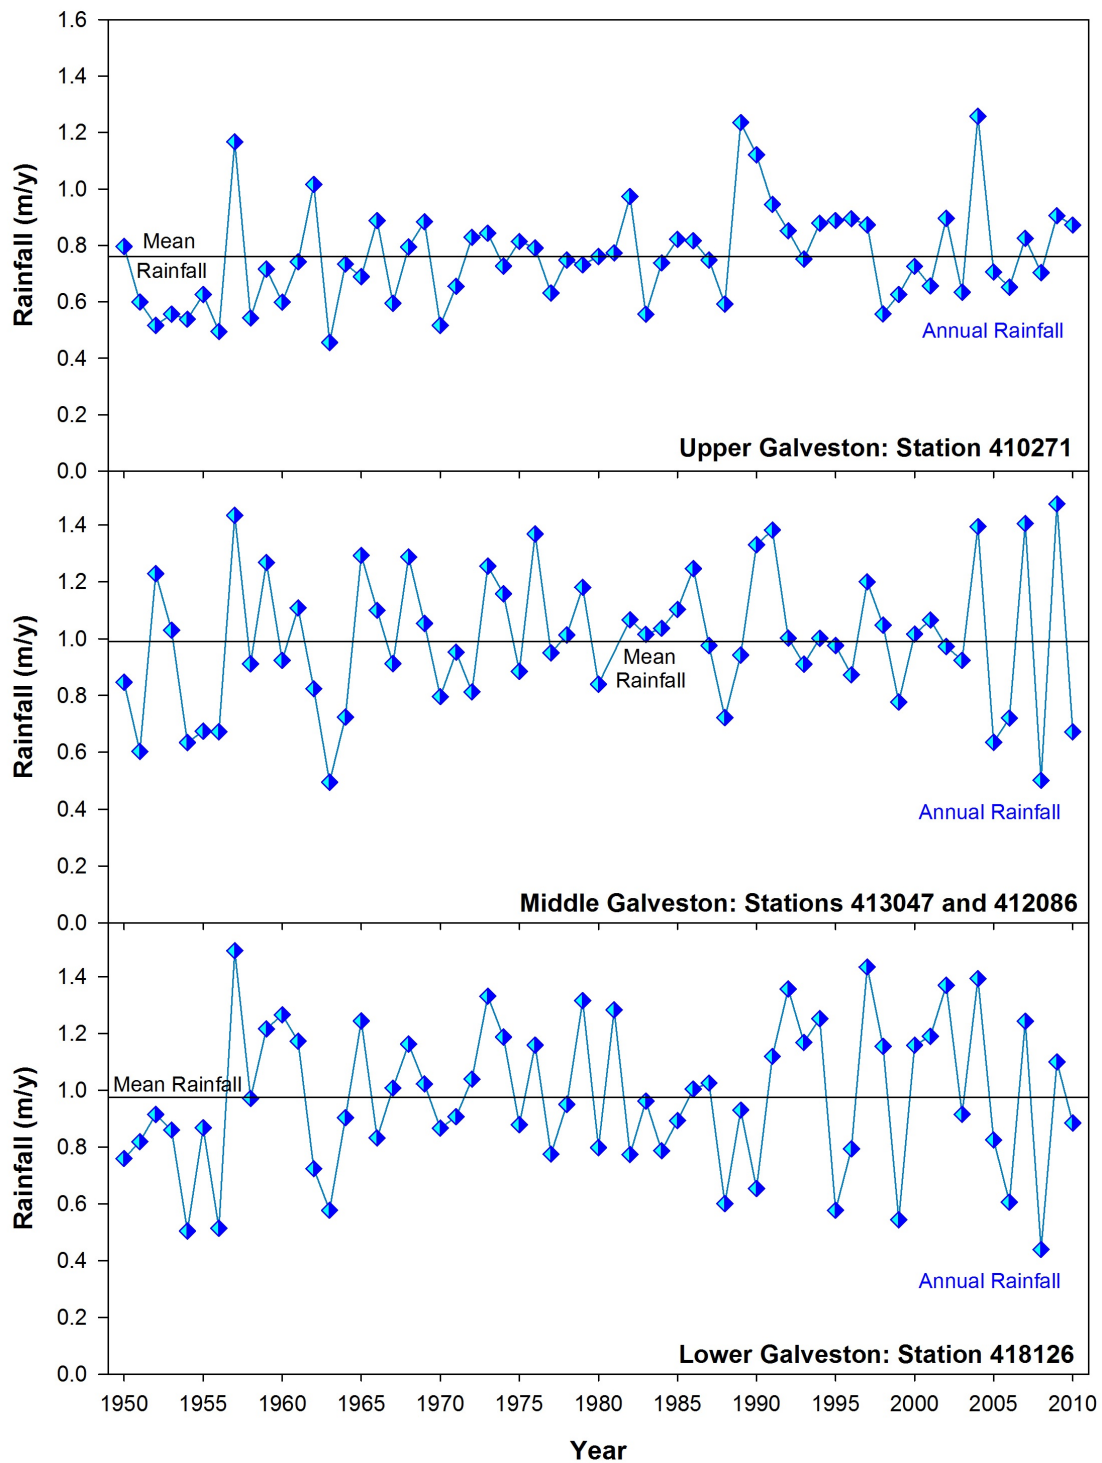 1.6
1.4
1.2
1.0
0.8
0.6
0.4
0.2
0.0
Rainfall (m/y)
Mean
Rainfall
Annual Rainfall
Upper Galveston: Station 410271
1.4
1.2
1.0
0.8
0.6
0.4
0.2
0.0
Rainfall (m/y)
Mean
Rainfall
Annual Rainfall
Middle Galveston: Stations 413047 and 412086
1.4
1.2
1.0
0.8
0.6
0.4
0.2
0.0
Rainfall (m/y)
Mean Rainfall
Annual Rainfall
Lower Galveston: Station 418126
1950 1955 1960 1965 1970 1975 1980 1985 1990 1995 2000 2005 2010
Year